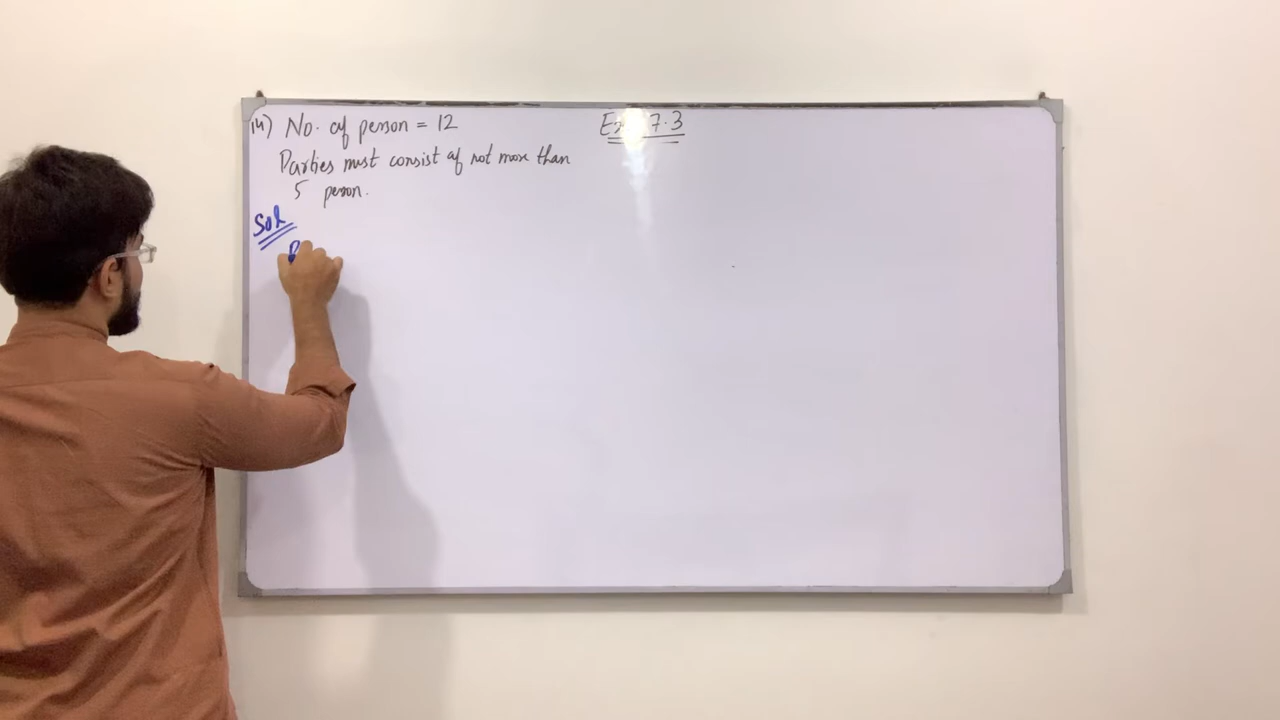 14) No. of person = 12
Ex 7.3
Parties must consist of not more than
5 person.
Sol